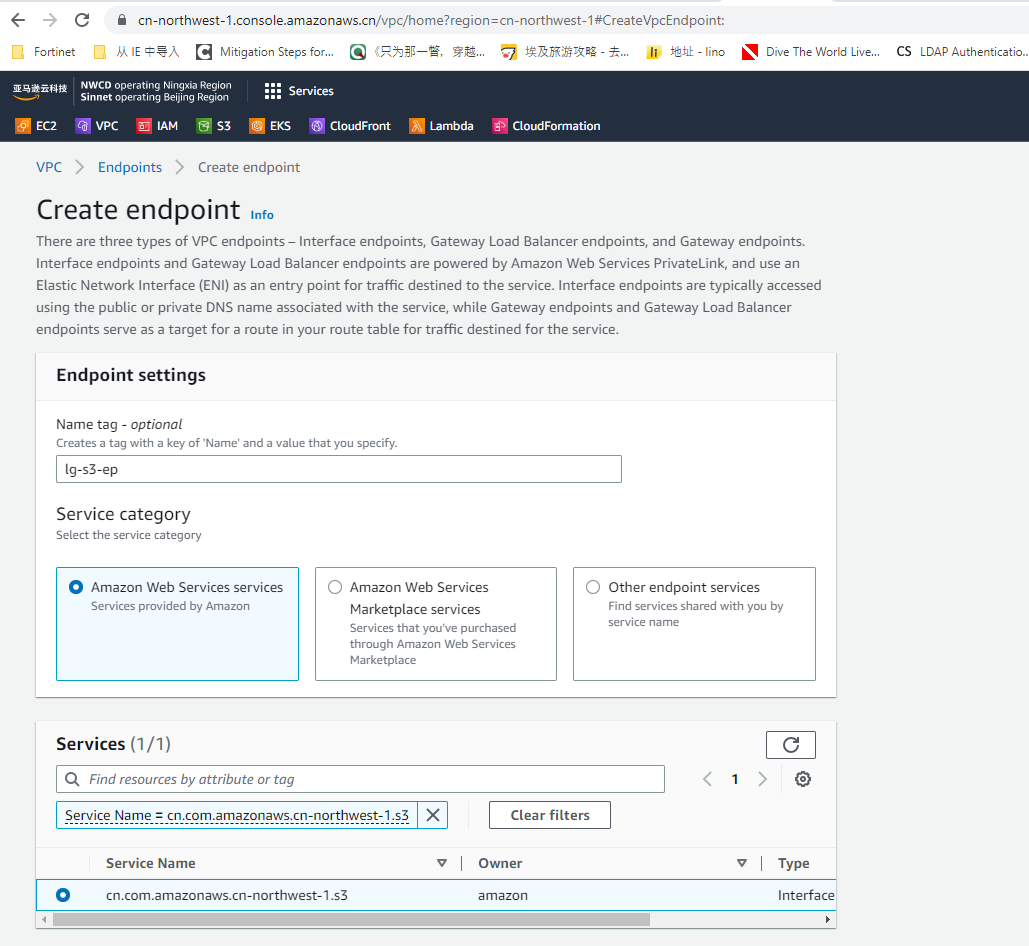 cn-northwest-1.console.amazonaws.cn/vpc/home?region=cn-northwest-1#CreateVpcEndpoint:
Fortinet 从 IE 中导入 Mitigation Steps for... 《只为那一瞥，穿越... 埃及旅游攻略 - 去... 地址 - lino Dive The World Live... CS LDAP Authenticatio...
亚马逊云科技 NWCD operating Ningxia Region
Sinnet operating Beijing Region
Services
EC2 VPC IAM S3 EKS CloudFront Lambda CloudFormation
VPC Endpoints Create endpoint
Create endpoint Info
There are three types of VPC endpoints – Interface endpoints, Gateway Load Balancer endpoints, and Gateway endpoints.
Interface endpoints and Gateway Load Balancer endpoints are powered by Amazon Web Services PrivateLink, and use an
Elastic Network Interface (ENI) as an entry point for traffic destined to the service. Interface endpoints are typically accessed
using the public or private DNS name associated with the service, while Gateway endpoints and Gateway Load Balancer
endpoints serve as a target for a route in your route table for traffic destined for the service.
Endpoint settings
Name tag - optional
Creates a tag with a key of 'Name' and a value that you specify.
lg-s3-ep
Service category
Select the service category
Amazon Web Services services
Services provided by Amazon
Amazon Web Services
Marketplace services
Services that you've purchased
through Amazon Web Services
Marketplace
Other endpoint services
Find services shared with you by
service name
Services (1/1)
Find resources by attribute or tag
1
Service Name = cn.com.amazonaws.cn-northwest-1.s3
Clear filters
Service Name Owner Type
cn.com.amazonaws.cn-northwest-1.s3 amazon Interface